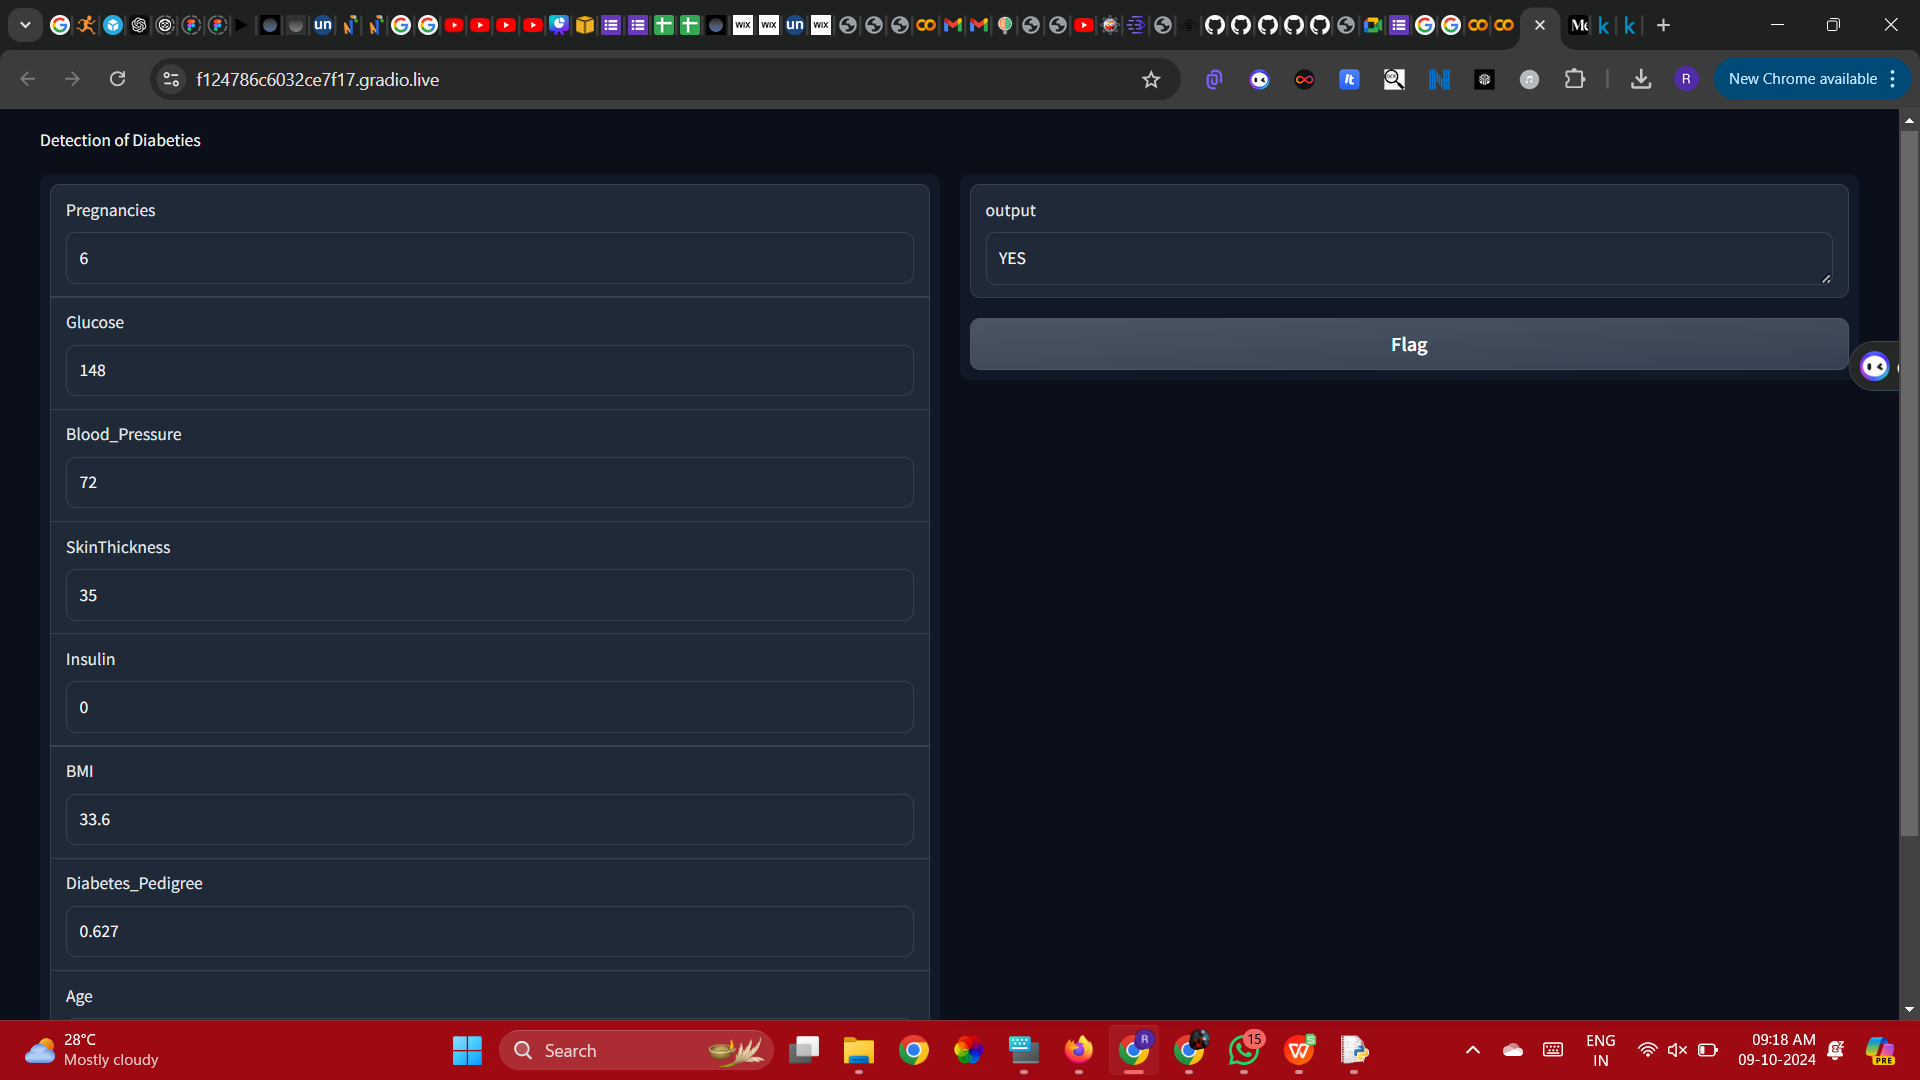 f124786c6032ce7f17.gradio.live
New Chrome available
Detection of Diabeties
Pregnancies
6
Glucose
148
Blood_Pressure
72
SkinThickness
35
Insulin
0
BMI
33.6
Diabetes_Pedigree
0.627
Age
output
YES
Flag
28°C
Mostly cloudy
Search
15
ENG
IN
09:18 AM
09-10-2024
PRE